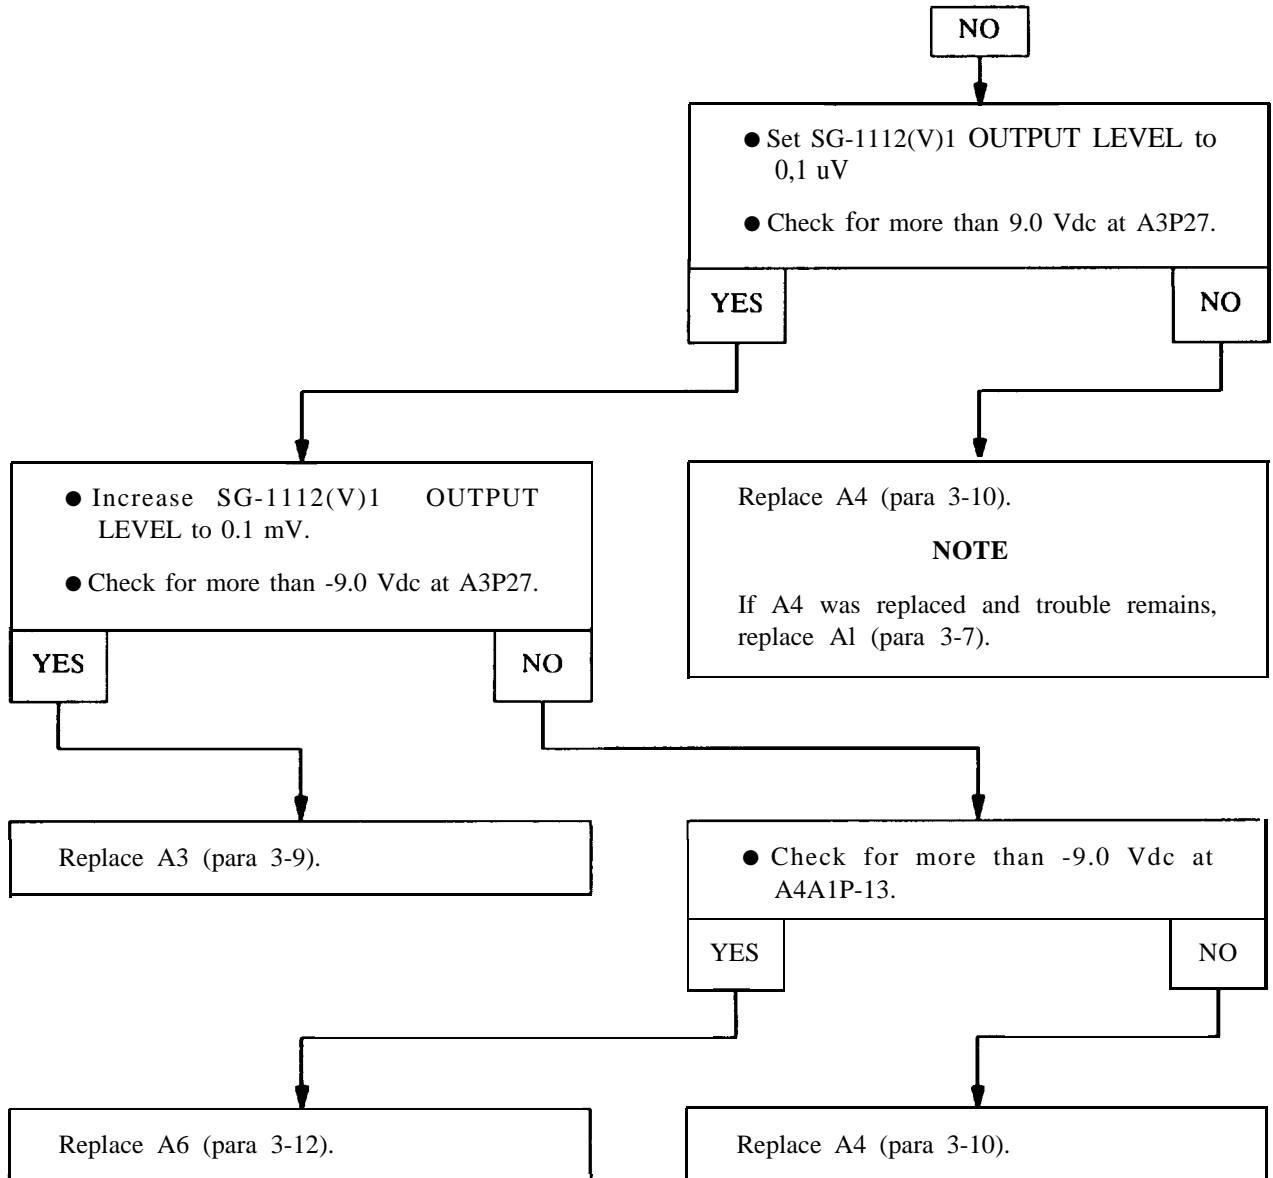 NO
● Set SG-1112(V)1 OUTPUT LEVEL to
0,1 uV
● Check for more than 9.0 Vdc at A3P27.
YES
NO
● Increase SG-1112(V)1 OUTPUT
LEVEL to 0.1 mV.
● Check for more than -9.0 Vdc at A3P27.
YES
NO
Replace A4 (para 3-10).
NOTE
If A4 was replaced and trouble remains,
replace Al (para 3-7).
Replace A3 (para 3-9).
● Check for more than -9.0 Vdc at
A4A1P-13.
YES
NO
Replace A6 (para 3-12).
Replace A4 (para 3-10).